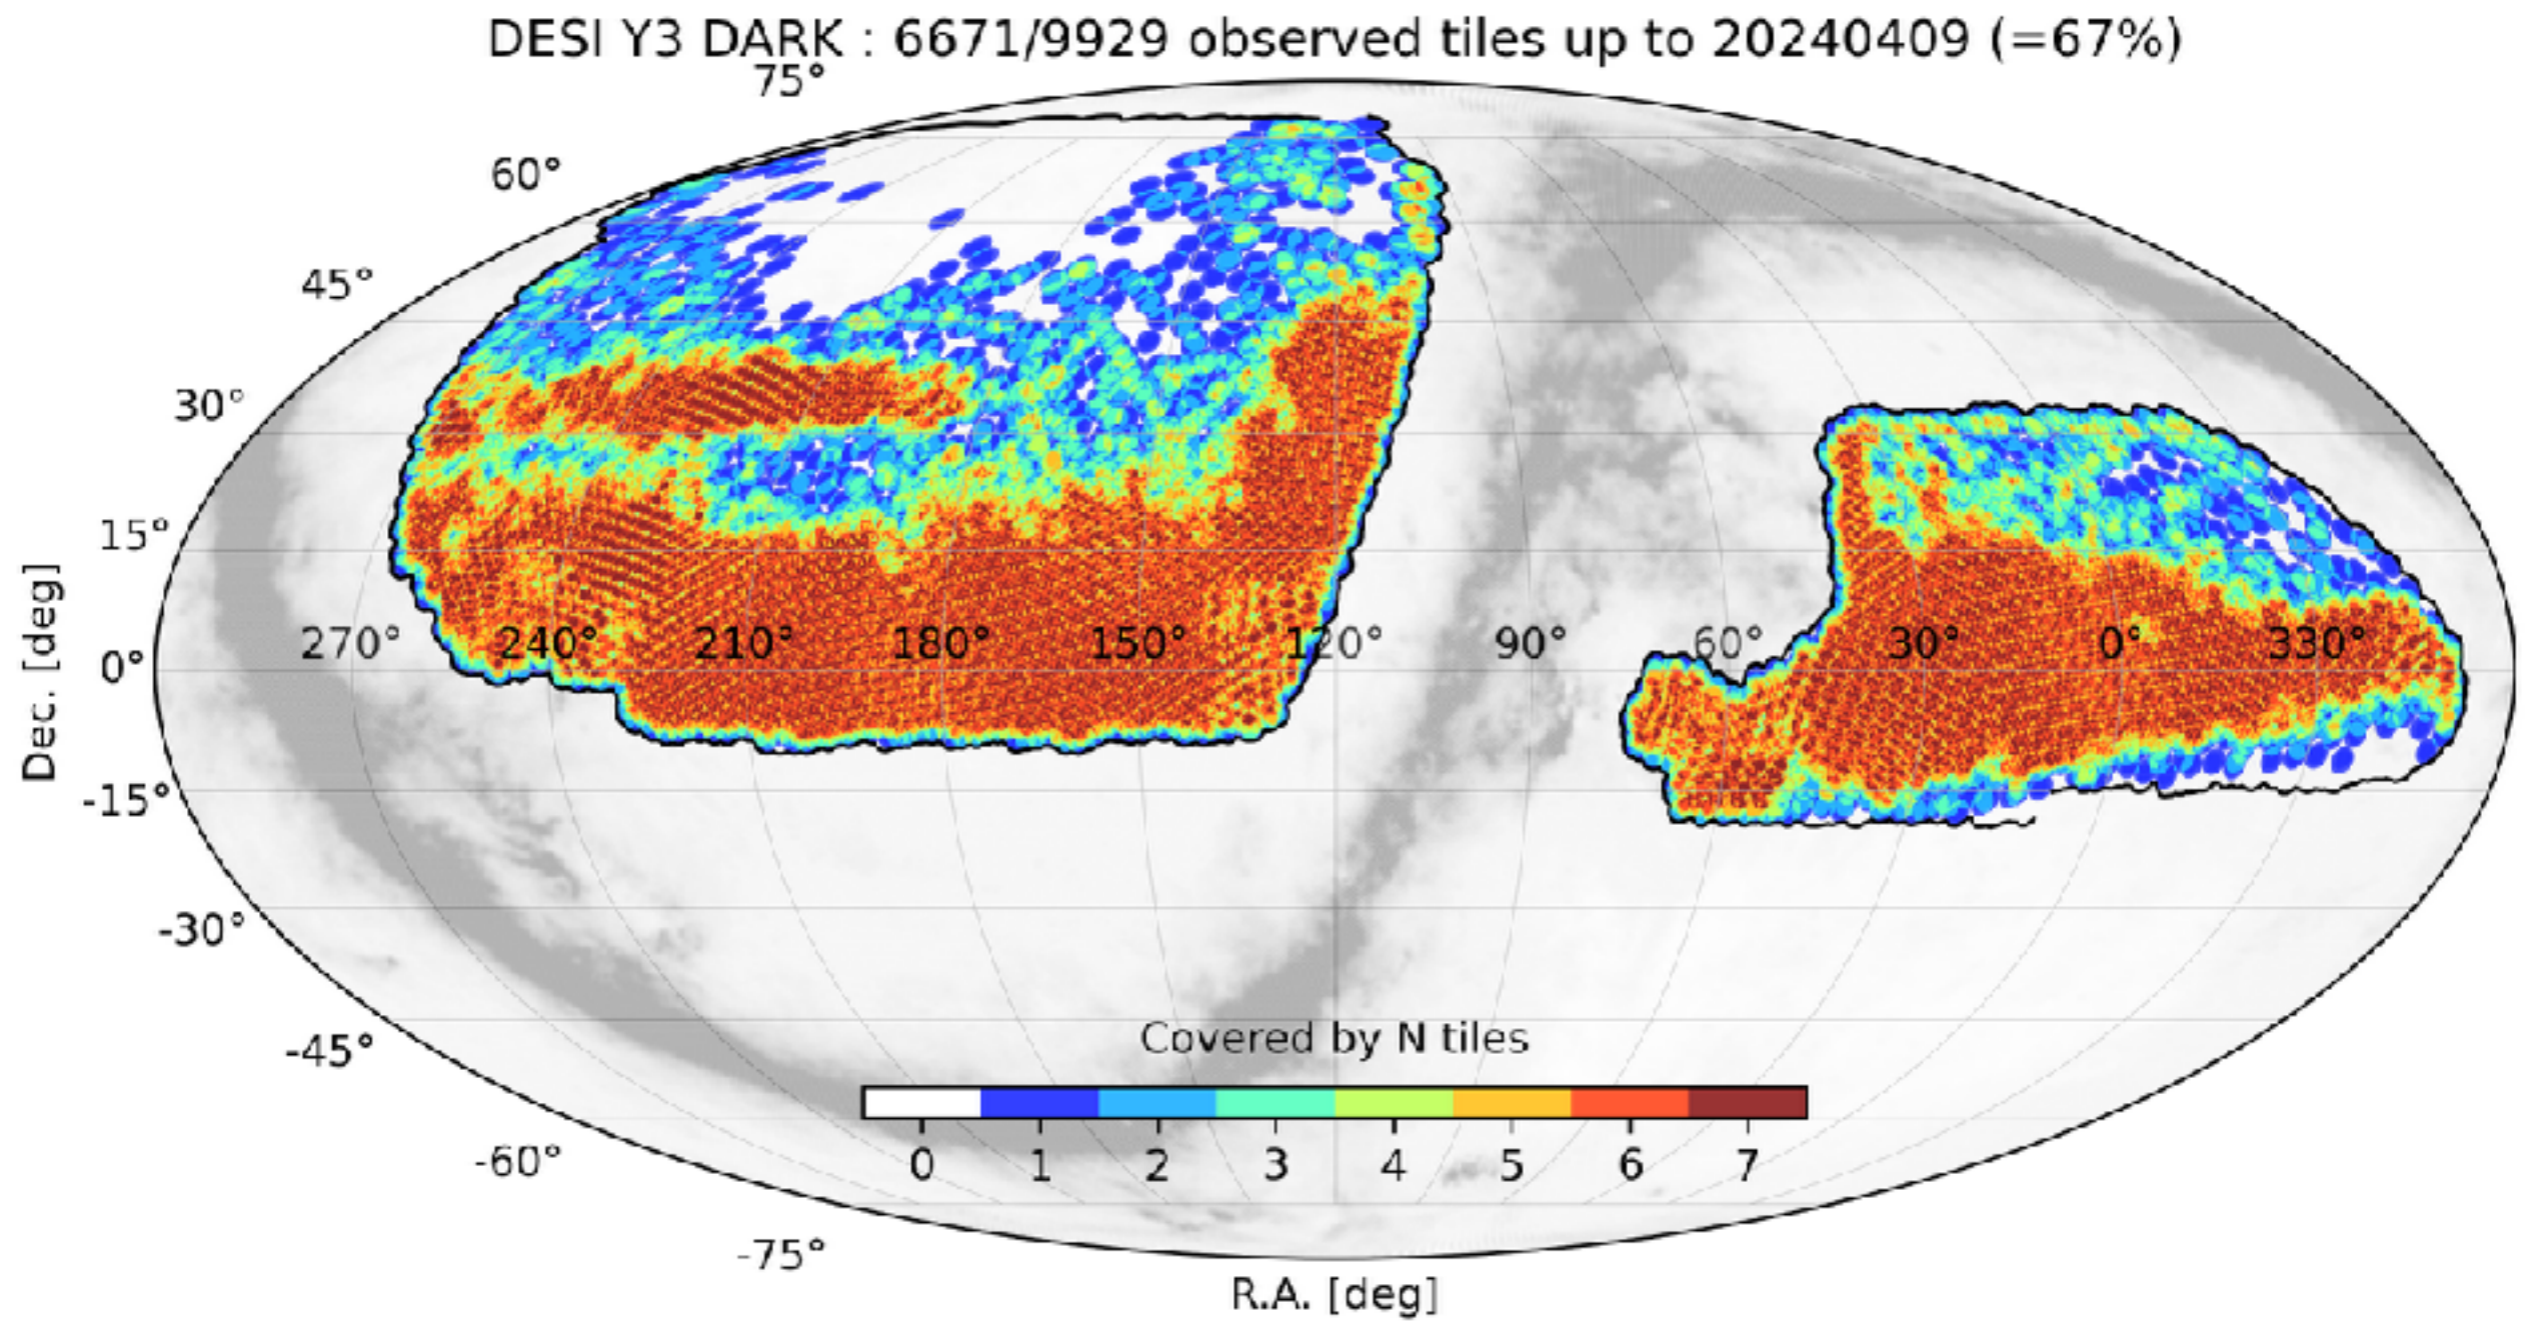 DESI Y3 DARK : 6671/9929 observed tiles up to 20240409 (=67%)
75°
60°
45°
30°
15°
0°
-15°
-30°
-45°
-60°
-75°
Dec. [deg]
270° 240° 210° 180° 150° 120° 90° 60° 30° 0° 330°
Covered by N tiles
0 1 2 3 4 5 6 7
R.A. [deg]